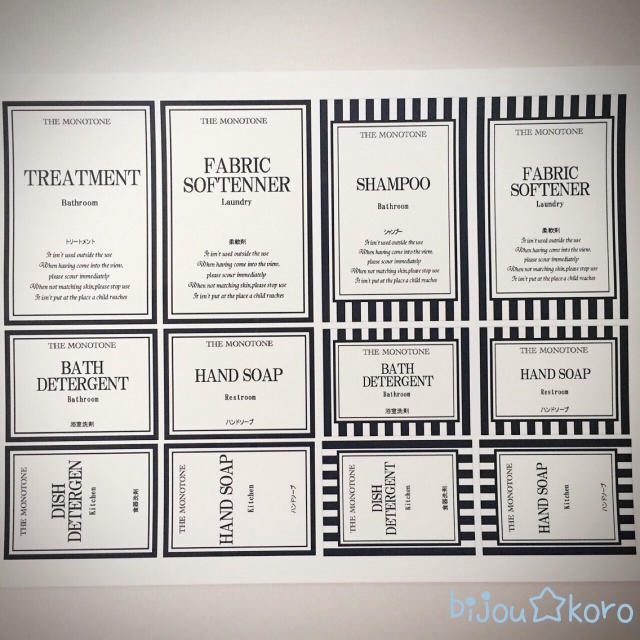 THE MONOTONE
TREATMENT
Bathroom
トリートメント
It isn't used outside the use
When having come into the view,
please scour immediately
When not matching skin,please stop use
It isn't put at the place a child reaches
THE MONOTONE
FABRIC
SOFTENNER
Laundry
柔軟剤
It isn't used outside the use
When having come into the view,
please scour immediately
When not matching skin,please stop use
It isn't put at the place a child reaches
THE MONOTONE
SHAMPOO
Bathroom
シャンプー
It isn't used outside the use
When having come into the view,
please scour immediately
When not matching skin,please stop use
It isn't put at the place a child reaches
THE MONOTONE
FABRIC
SOFTENER
Laundry
柔軟剤
It isn't used outside the use
When having come into the view,
please scour immediately
When not matching skin,please stop use
It isn't put at the place a child reaches
THE MONOTONE
BATH
DETERGENT
Bathroom
浴室洗剤
THE MONOTONE
HAND SOAP
Restroom
ハンドソープ
THE MONOTONE
BATH
DETERGENT
Bathroom
浴室洗剤
THE MONOTONE
HAND SOAP
Restroom
ハンドソープ
THE MONOTONE
DISH
DETERGEN
Kitchen
食器洗剤
THE MONOTONE
HAND SOAP
Kitchen
ハンドソープ
THE MONOTONE
DISH
DETERGENT
Kitchen
食器洗剤
THE MONOTONE
HAND SOAP
Kitchen
ハンドソープ
bijou☆koro